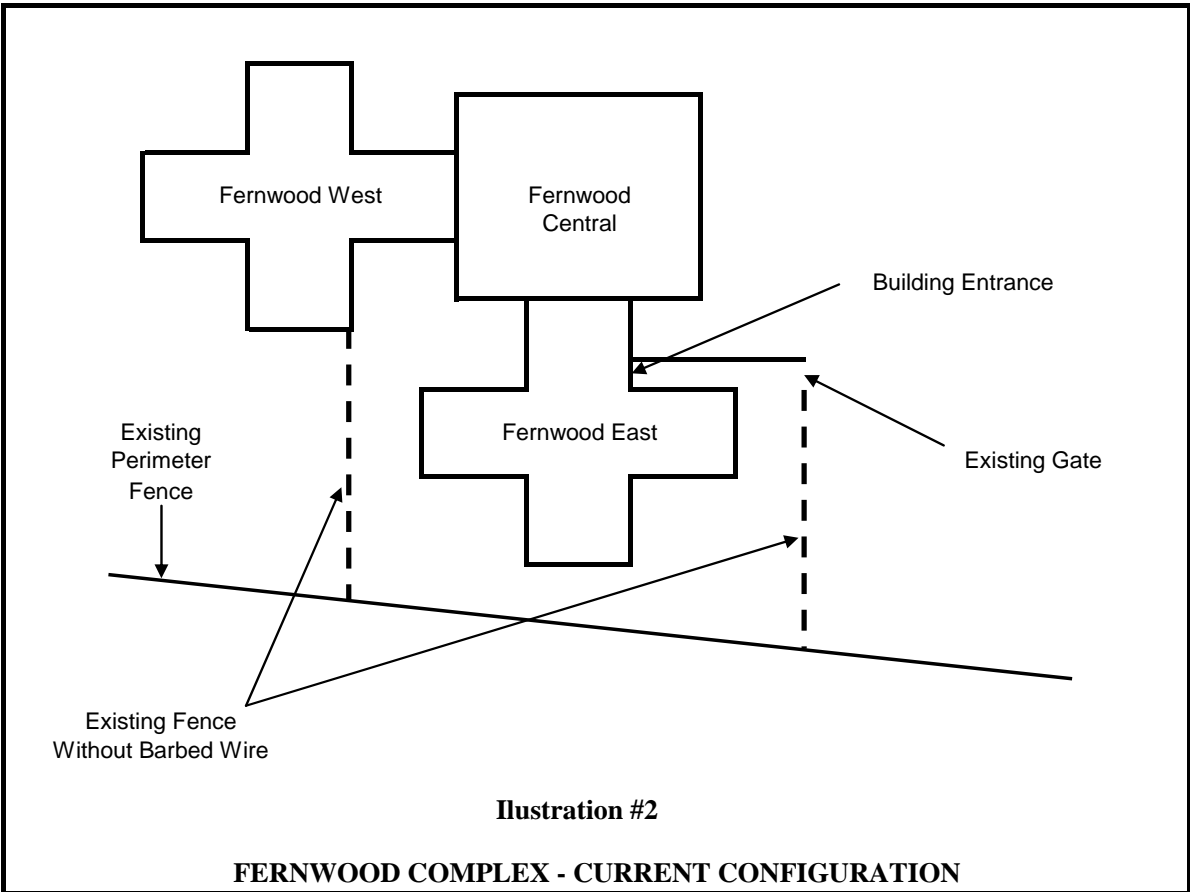 Fernwood West
Fernwood
Central
Building Entrance
Fernwood East
Existing
Perimeter
Fence
Existing Gate
Existing Fence
Without Barbed Wire
Ilustration #2
FERNWOOD COMPLEX - CURRENT CONFIGURATION